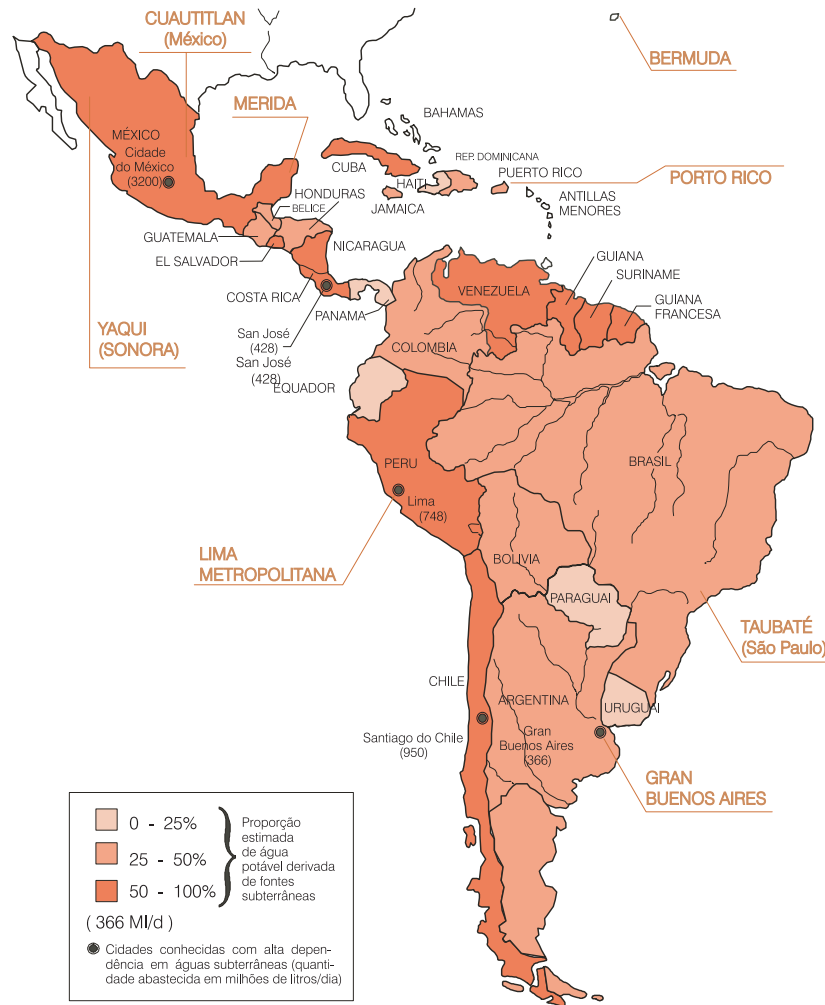 CUAUTITLAN
(México)
BERMUDA
MERIDA
BAHAMAS
MÉXICO
Cidade
do México
(3200)
CUBA
REP. DOMINICANA
HAITI
PUERTO RICO
PORTO RICO
JAMAICA
ANTILLAS
MENORES
HONDURAS
BELICE
GUATEMALA
NICARAGUA
EL SALVADOR
COSTA RICA
PANAMA
San José
(428)
San José
(428)
YAQUI
(SONORA)
VENEZUELA
GUIANA
SURINAME
GUIANA
FRANCESA
COLOMBIA
EQUADOR
BRASIL
PERU
Lima
(748)
LIMA
METROPOLITANA
BOLIVIA
PARAGUAI
TAUBATÉ
(São Paulo)
CHILE
ARGENTINA
URUGUAI
Santiago do Chile
(950)
Gran
Buenos Aires
(366)
GRAN
BUENOS AIRES
0 - 25%
25 - 50%
50 - 100%
Proporção
estimada
de água
potável derivada
de fontes
subterrâneas
( 366 Ml/d )
Cidades conhecidas com alta depen-
dência em águas subterrâneas (quanti-
dade abastecida em milhões de litros/dia)